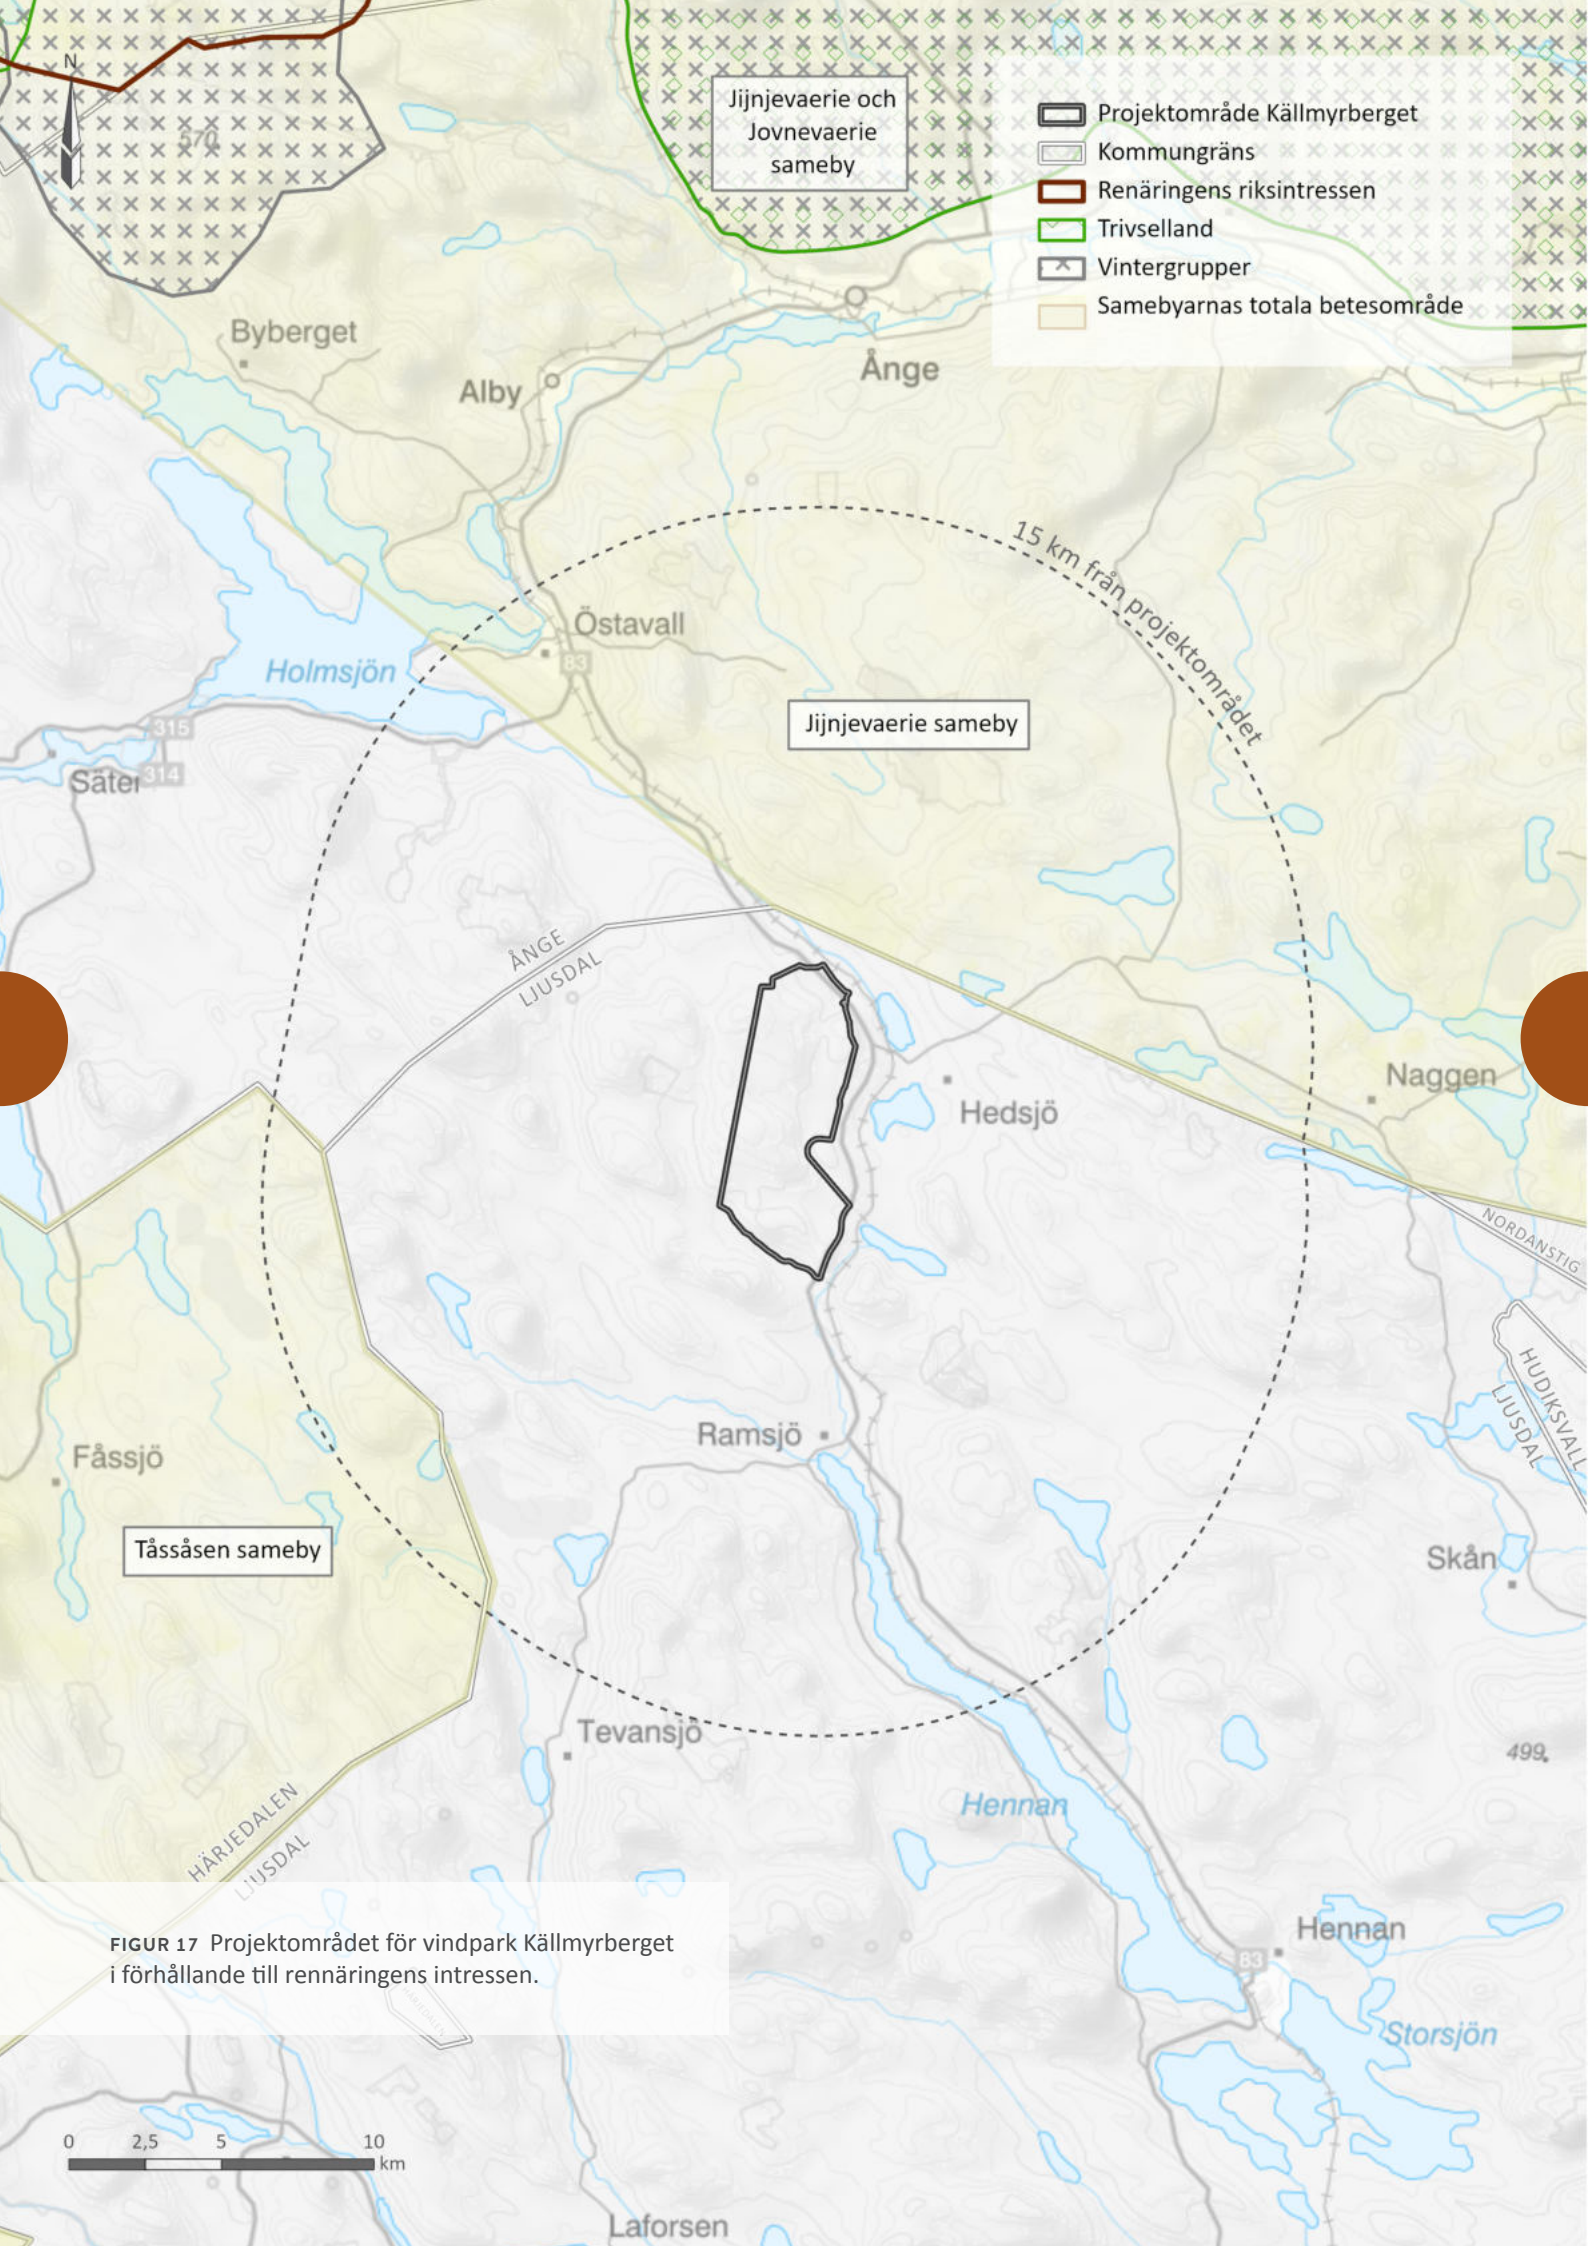 N
570
Jijnjevaerie och
Jovnevaerie
sameby
Projektområde Källmyrberget
Kommungräns
Renäringens riksintressen
Trivselland
Vintergrupper
Samebyarnas totala betesområde
Byberget
Alby
Ånge
15 km från projektområdet
Östavall
83
Holmsjön
Jijnjevaerie sameby
315
314
Säter
ÅNGE
LJUSDAL
Naggen
Hedsjö
NORDANSTIG
HUDIKSVALL
LJUSDAL
Ramsjö
Fåssjö
Tåssåsen sameby
Skån
Tevansjö
499
Hennan
HÄRJEDALEN
LJUSDAL
FIGUR 17 Projektområdet för vindpark Källmyrberget
i förhållande till rennäringens intressen.
Hennan
83
Storsjön
0 2,5 5 10
km
Laforsen